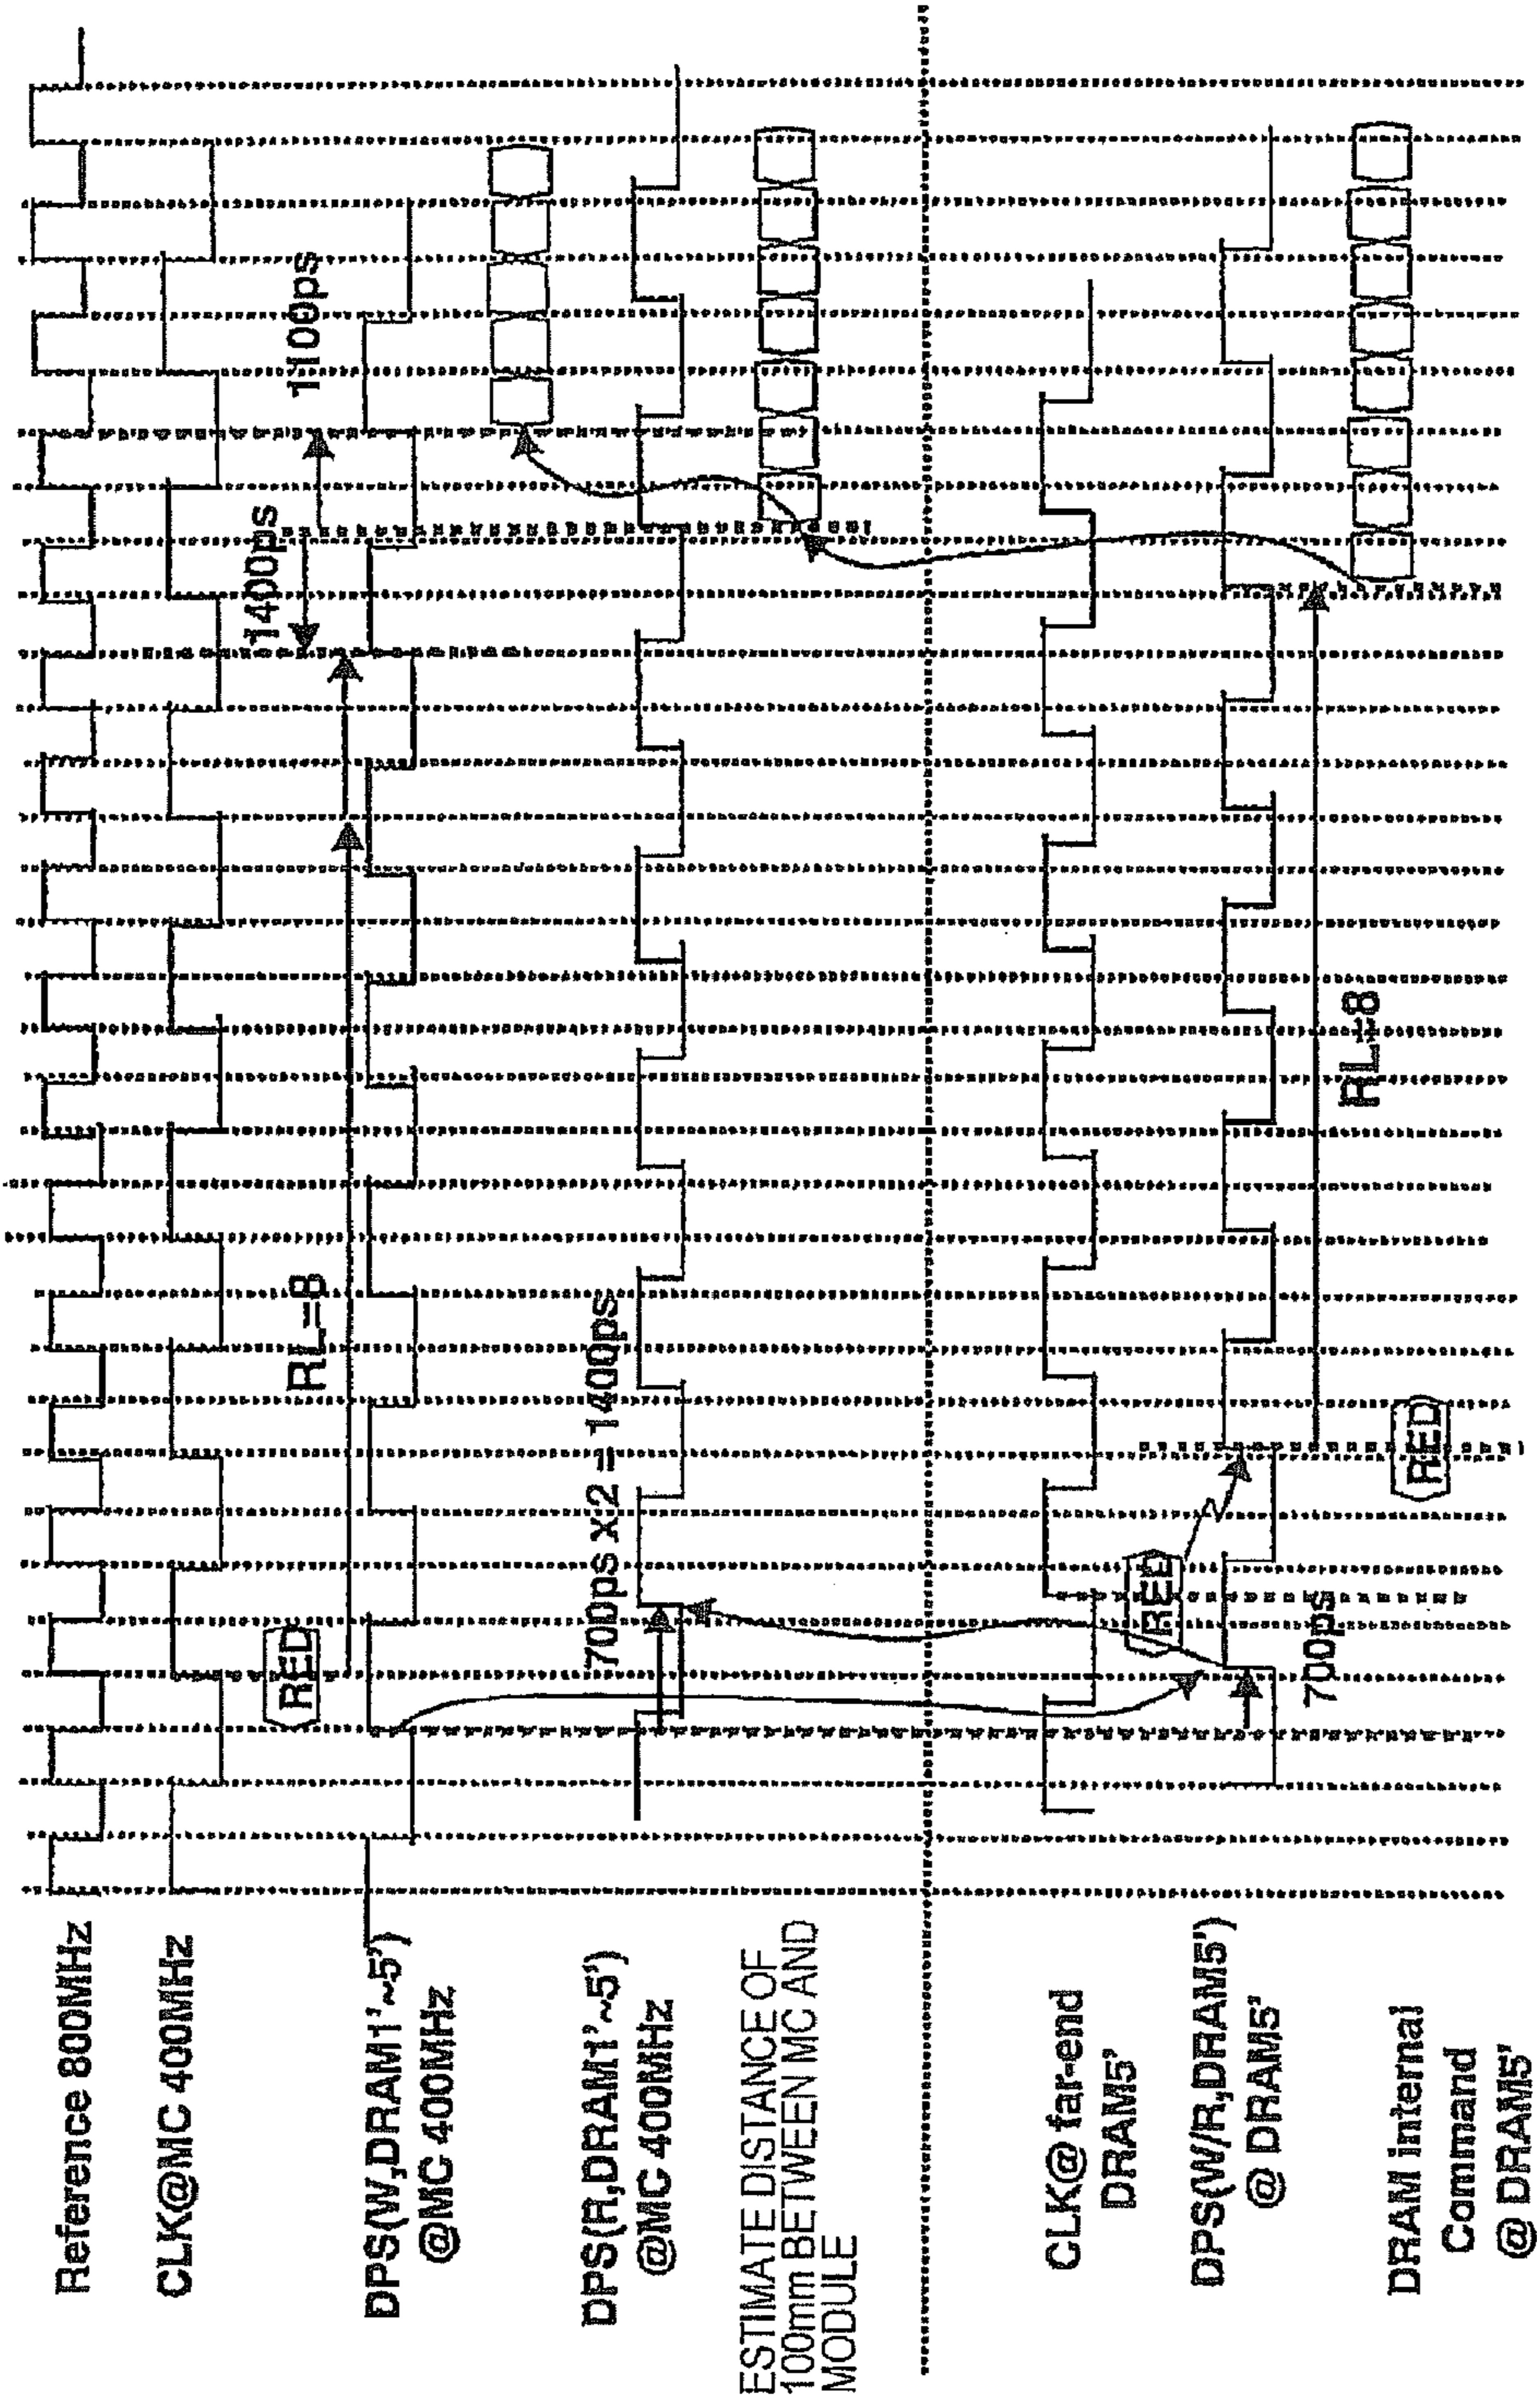 Reference 800MHz
CLK@MC 400MHz
RED
RL=8
1400ps
1100ps
DPS(W,DRAM1'~5')
@MC 400MHz
DPS(R,DRAM1'~5')
@MC 400MHz
700ps x2 = 1400ps
ESTIMATE DISTANCE OF
100mm BETWEEN MC AND
MODULE
CLK@ far-end
DRAM5'
RED
DPS(W/R,DRAM5')
@ DRAM5'
700ps
RL=8
DRAM internal
Command
@ DRAM5'
RED